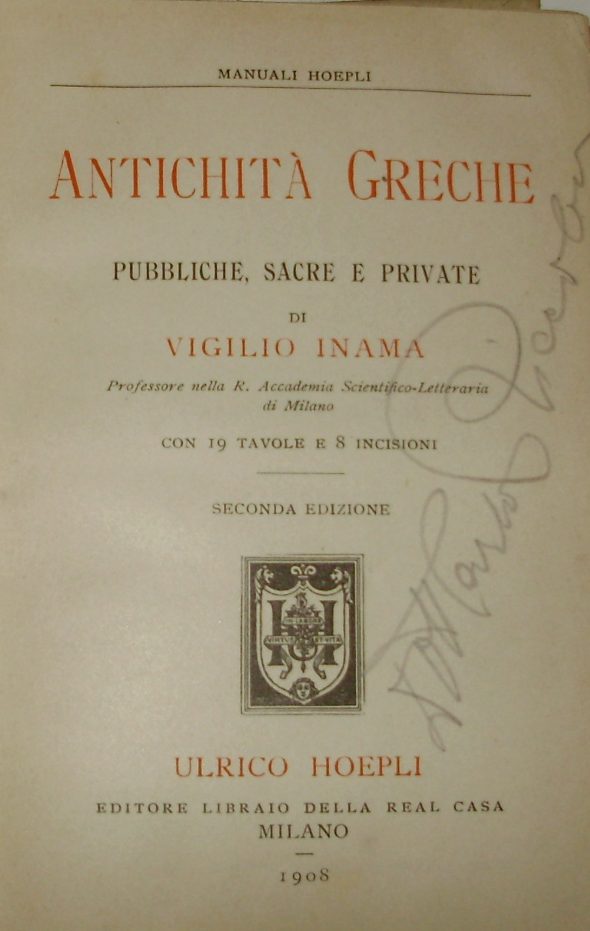 MANUALI HOEPLI
ANTICHITÀ GRECHE
PUBBLICHE, SACRE E PRIVATE
DI
VIGILIO INAMA
Professore nella R. Accademia Scientifico-Letteraria
di Milano
CON 19 TAVOLE E 8 INCISIONI
SECONDA EDIZIONE
ULRICO HOEPLI
EDITORE LIBRAIO DELLA REAL CASA
MILANO
1908